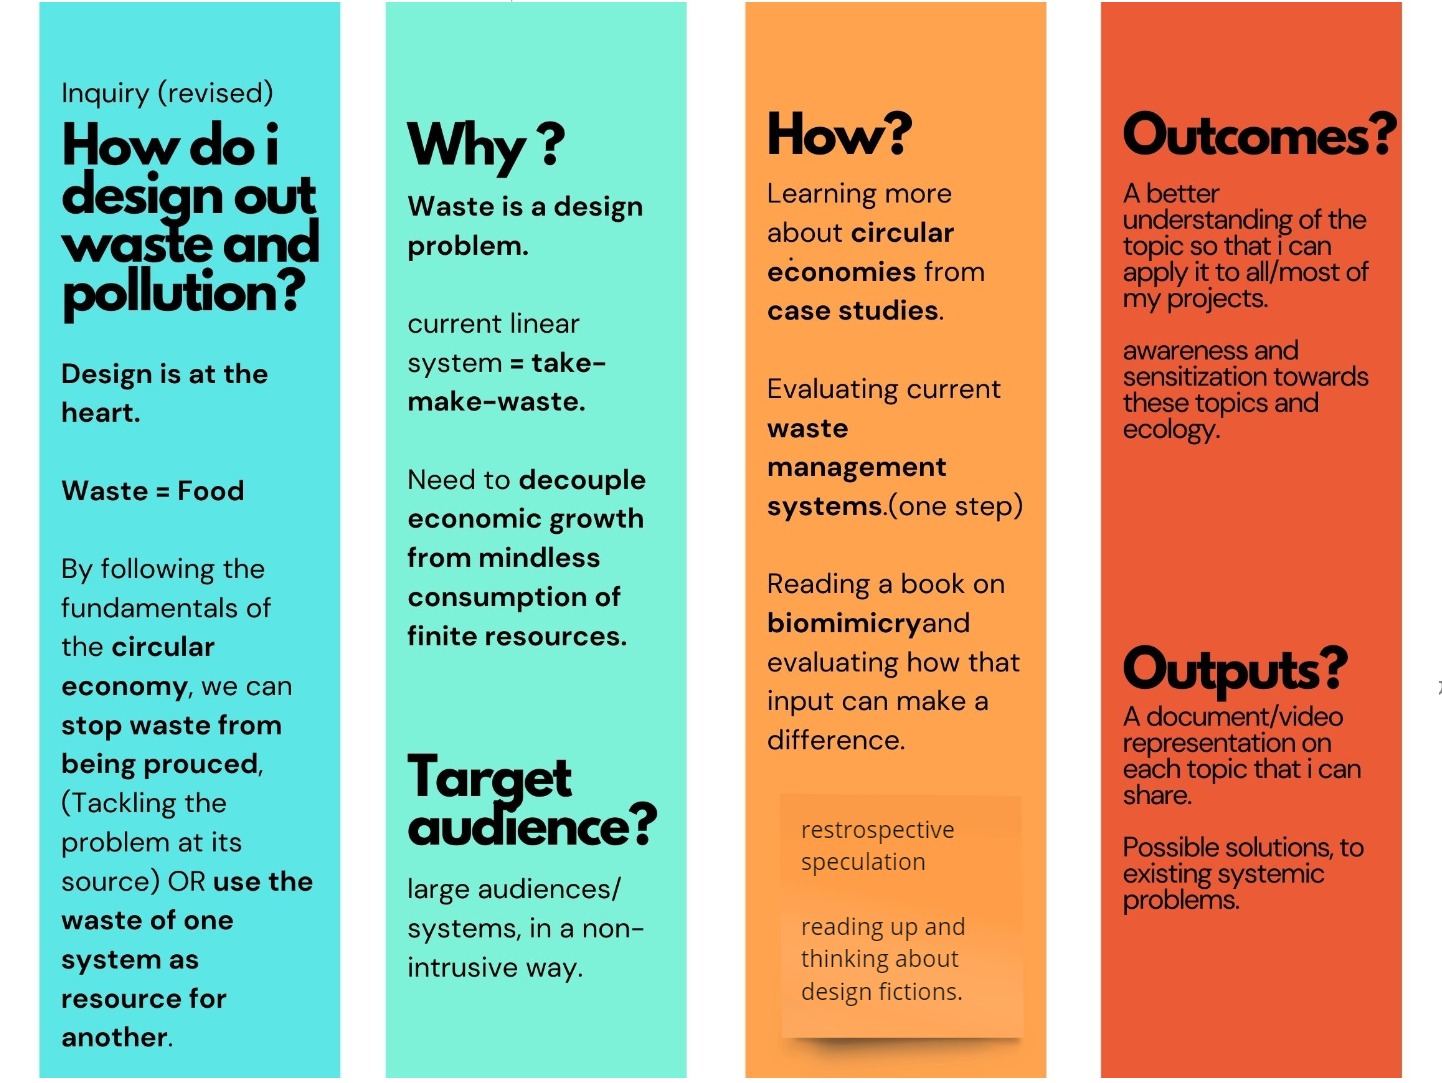 Inquiry (revised)
How do i
design out
waste and
pollution?
Design is at the
heart.
Waste = Food
By following the
fundamentals of
the circular
economy, we can
stop waste from
being prouced,
(Tackling the
problem at its
source) OR use the
waste of one
system as
resource for
another.
Why ?
Waste is a design
problem.
current linear
system = take-
make-waste.
Need to decouple
economic growth
from mindless
consumption of
finite resources.
Target
audience?
large audiences/
systems, in a non-
intrusive way.
How?
Learning more
about circular
economies from
case studies.
Evaluating current
waste
management
systems.(one step)
Reading a book on
biomimicryand
evaluating how that
input can make a
difference.
restrospective
speculation
reading up and
thinking about
design fictions.
Outcomes?
A better
understanding of the
topic so that i can
apply it to all/most of
my projects.
awareness and
sensitization towards
these topics and
ecology.
Outputs?
A document/video
representation on
each topic that i can
share.
Possible solutions, to
existing systemic
problems.